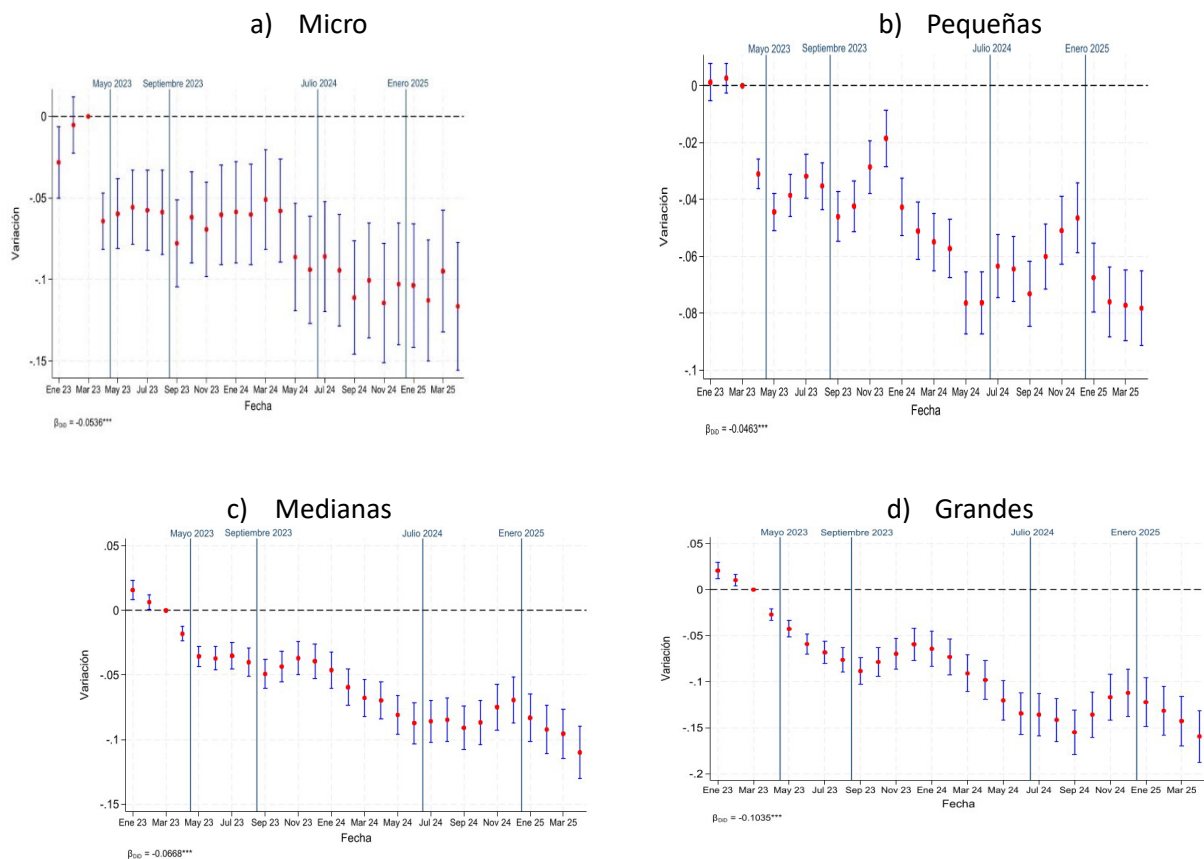 a) Micro
Mayo 2023 Septiembre 2023 Julio 2024 Enero 2025
0
-.05
-.1
-.15
Variación
Ene 23 Mar 23 May 23 Jul 23 Sep 23 Nov 23 Ene 24 Mar 24 May 24 Jul 24 Sep 24 Nov 24 Ene 25 Mar 25
Fecha
βDID = -0.0536***
b) Pequeñas
Mayo 2023 Septiembre 2023 Julio 2024 Enero 2025
0
-.02
-.04
-.06
-.08
-.1
Variación
Ene 23 Mar 23 May 23 Jul 23 Sep 23 Nov 23 Ene 24 Mar 24 May 24 Jul 24 Sep 24 Nov 24 Ene 25 Mar 25
Fecha
βDID = -0.0463***
c) Medianas
Mayo 2023 Septiembre 2023 Julio 2024 Enero 2025
.05
0
-.05
-.1
-.15
Variación
Ene 23 Mar 23 May 23 Jul 23 Sep 23 Nov 23 Ene 24 Mar 24 May 24 Jul 24 Sep 24 Nov 24 Ene 25 Mar 25
Fecha
βDID = -0.0668***
d) Grandes
Mayo 2023 Septiembre 2023 Julio 2024 Enero 2025
.05
0
-.05
-.1
-.15
-.2
Variación
Ene 23 Mar 23 May 23 Jul 23 Sep 23 Nov 23 Ene 24 Mar 24 May 24 Jul 24 Sep 24 Nov 24 Ene 25 Mar 25
Fecha
βDID = -0.1035***